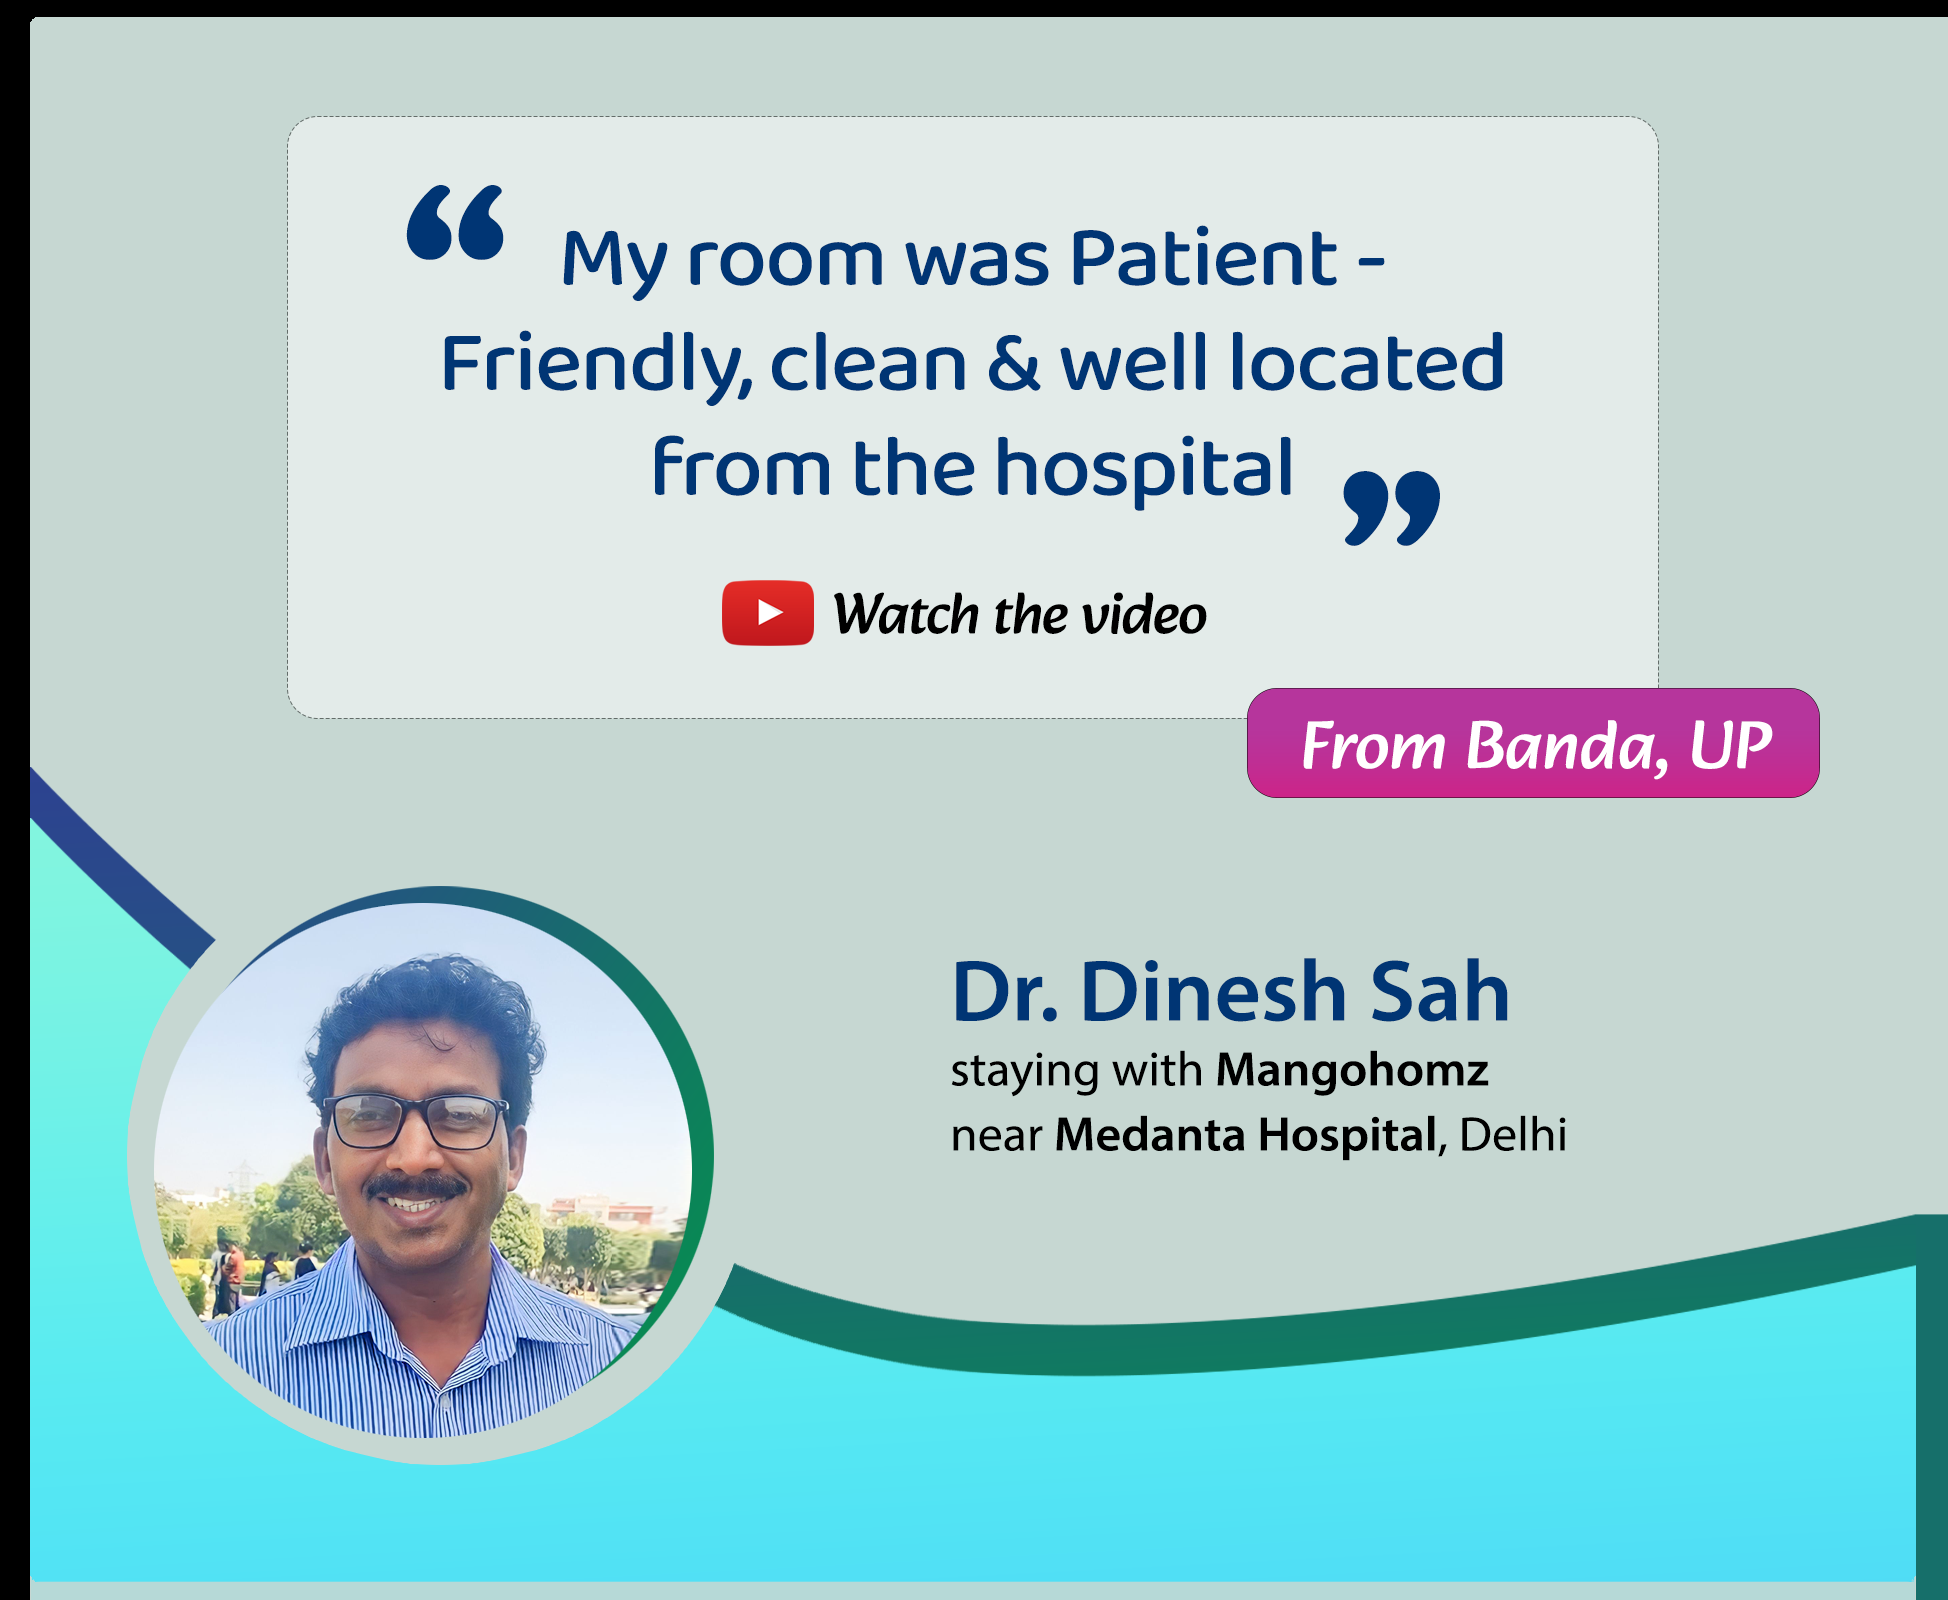 “ My room was Patient -
Friendly, clean & well located
from the hospital ”
Watch the video
From Banda, UP
Dr. Dinesh Sah
staying with Mangohomz
near Medanta Hospital, Delhi